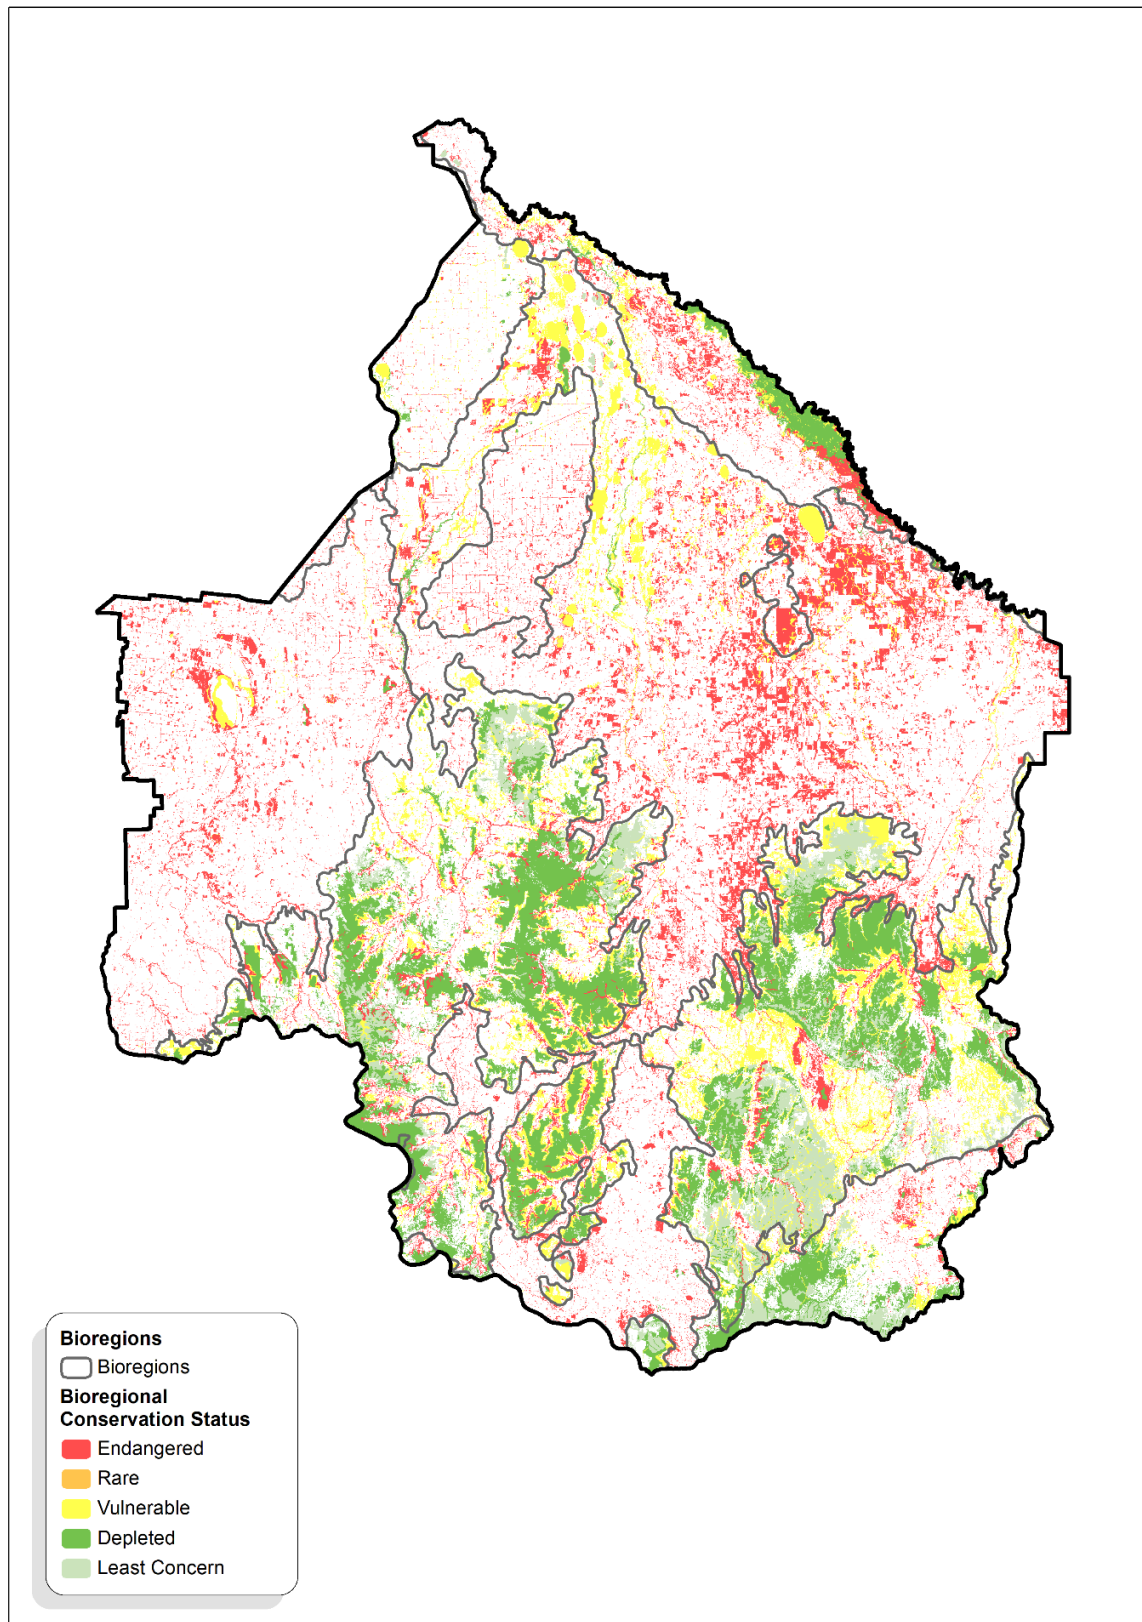 Bioregions
Bioregions
Bioregional
Conservation Status
Endangered
Rare
Vulnerable
Depleted
Least Concern